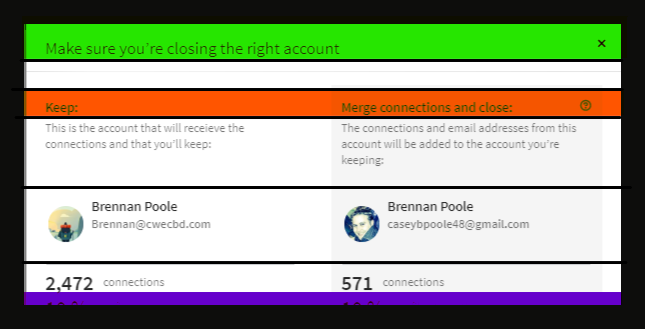 Make sure you're closing the right account ×
Keep:
This is the account that will receieve the
connections and that you'll keep:
Merge connections and close:
The connections and email addresses from this
account will be added to the account you're
keeping:
Brennan Poole
Brennan@cwecbd.com
Brennan Poole
caseybpoole48@gmail.com
2,472 connections
571 connections